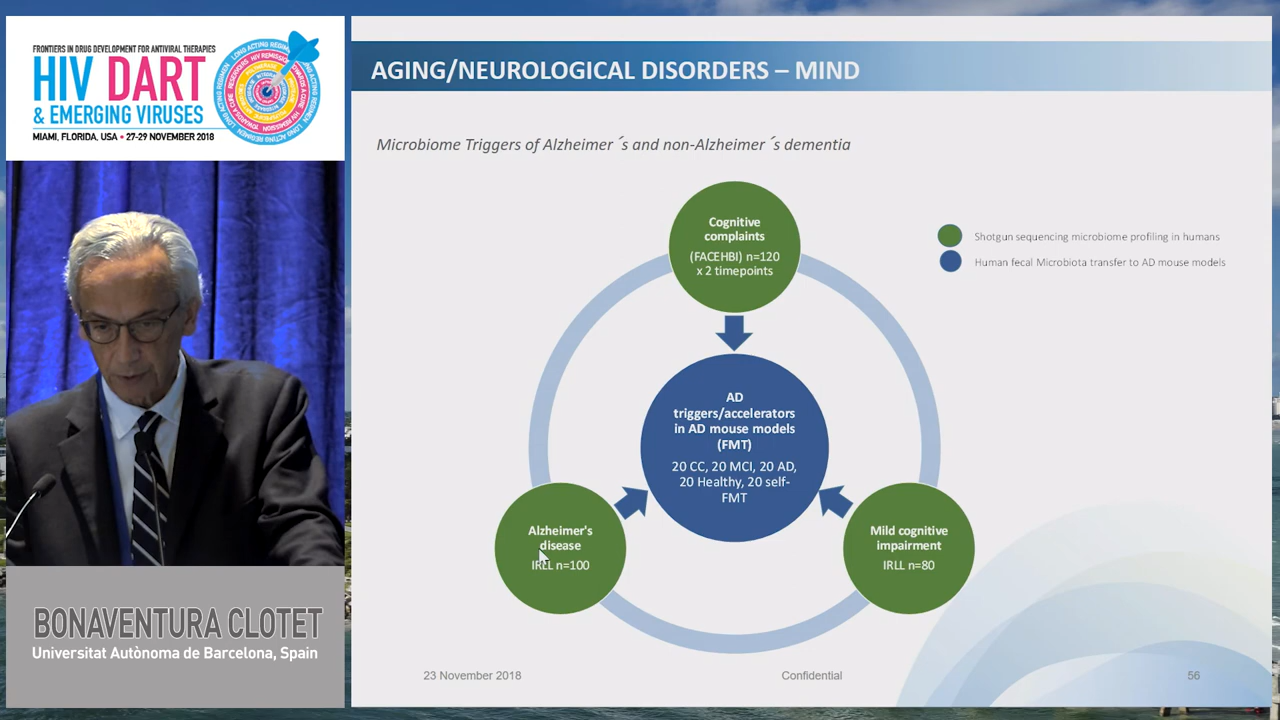 FRONTIERS IN DRUG DEVELOPMENT FOR ANTIVIRAL THERAPIES
HIV DART
& EMERGING VIRUSES
MIAMI, FLORIDA, USA • 27-29 NOVEMBER 2018
LONG ACTING REGIMEN
BONAVENTURA CLOTET
Universitat Autònoma de Barcelona, Spain
AGING/NEUROLOGICAL DISORDERS – MIND
Microbiome Triggers of Alzheimer ´s and non-Alzheimer ´s dementia
Cognitive
complaints
(FACEHBI) n=120
x 2 timepoints
Shotgun sequencing microbiome profiling in humans
Human fecal Microbiota transfer to AD mouse models
AD
triggers/accelerators
in AD mouse models
(FMT)
20 CC, 20 MCI, 20 AD,
20 Healthy, 20 self-
FMT
Alzheimer's
disease
IRLL n=100
Mild cognitive
impairment
IRLL n=80
23 November 2018
Confidential
56